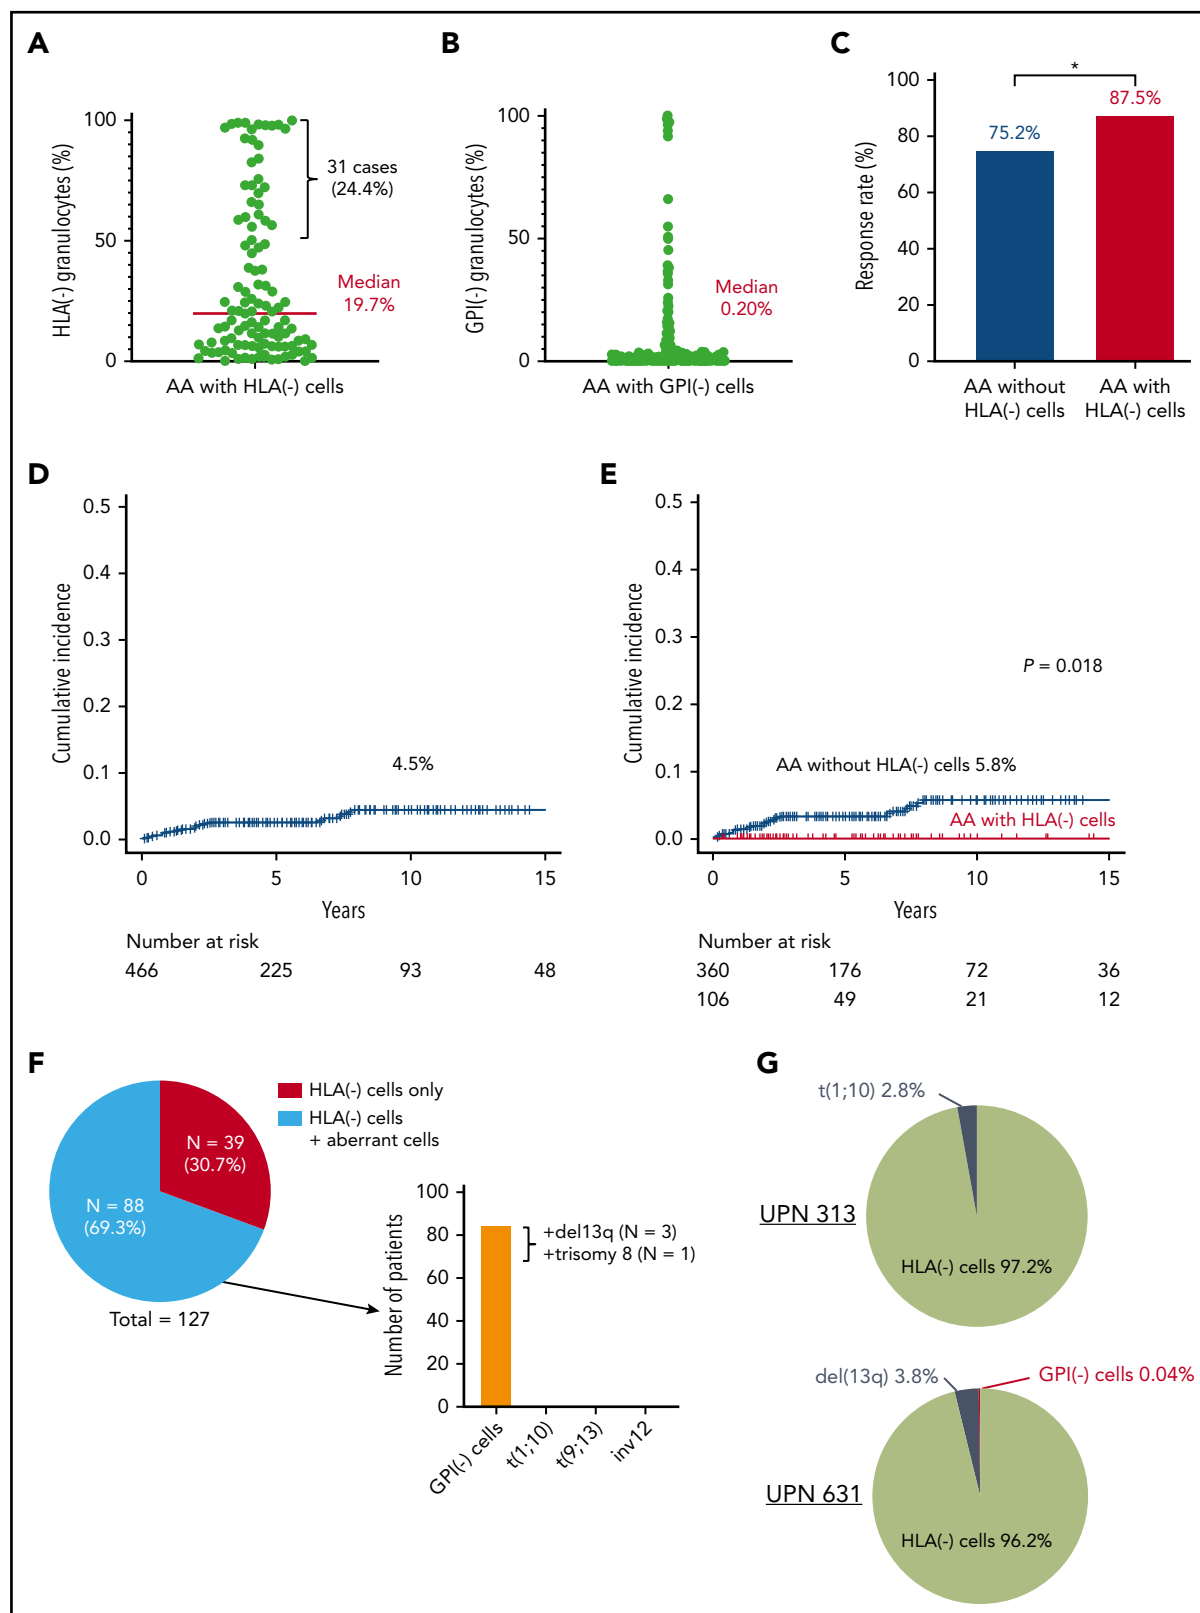 A
HLA(-) granulocytes (%)
100
50
0
31 cases
(24.4%)
Median
19.7%
AA with HLA(-) cells
B
GPI(-) granulocytes (%)
100
50
0
Median
0.20%
AA with GPI(-) cells
C
Response rate (%)
100
80
60
40
20
0
*
75.2%
87.5%
AA without
HLA(-) cells
AA with
HLA(-) cells
D
Cumulative incidence
0.5
0.4
0.3
0.2
0.1
0.0
4.5%
0
5
10
15
Years
Number at risk
466 225 93 48
E
Cumulative incidence
0.5
0.4
0.3
0.2
0.1
0.0
P = 0.018
AA without HLA(-) cells 5.8%
AA with HLA(-) cells
0
5
10
15
Years
Number at risk
360 176 72 36
106 49 21 12
F
N = 39
(30.7%)
N = 88
(69.3%)
Total = 127
HLA(-) cells only
HLA(-) cells
+ aberrant cells
Number of patients
100
80
60
40
20
0
+del13q (N = 3)
+trisomy 8 (N = 1)
GPI(-) cells
t(1;10)
t(9;13)
inv12
G
t(1;10) 2.8%
UPN 313
HLA(-) cells 97.2%
del(13q) 3.8%
GPI(-) cells 0.04%
UPN 631
HLA(-) cells 96.2%